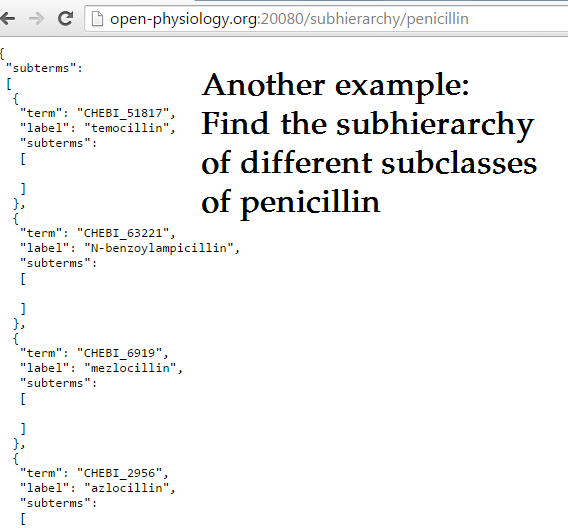 open-physiology.org:20080/subhierarchy/penicillin
{
"subterms":
[
{
"term": "CHEBI_51817",
"label": "temocillin",
"subterms":
[
]
},
{
"term": "CHEBI_63221",
"label": "N-benzoylampicillin",
"subterms":
[
]
},
{
"term": "CHEBI_6919",
"label": "mezlocillin",
"subterms":
[
]
},
{
"term": "CHEBI_2956",
"label": "azlocillin",
"subterms":
[
Another example:
Find the subhierarchy
of different subclasses
of penicillin